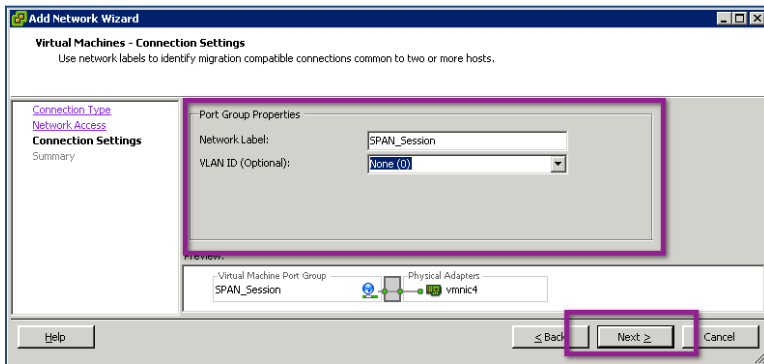 Add Network Wizard
Virtual Machines - Connection Settings
Use network labels to identify migration compatible connections common to two or more hosts.
Connection Type
Network Access
Connection Settings
Summary
Port Group Properties
Network Label: SPAN_Session
VLAN ID (Optional): None (0)
Preview:
Virtual Machine Port Group Physical Adapters
SPAN_Session vmnic4
Help < Back Next > Cancel